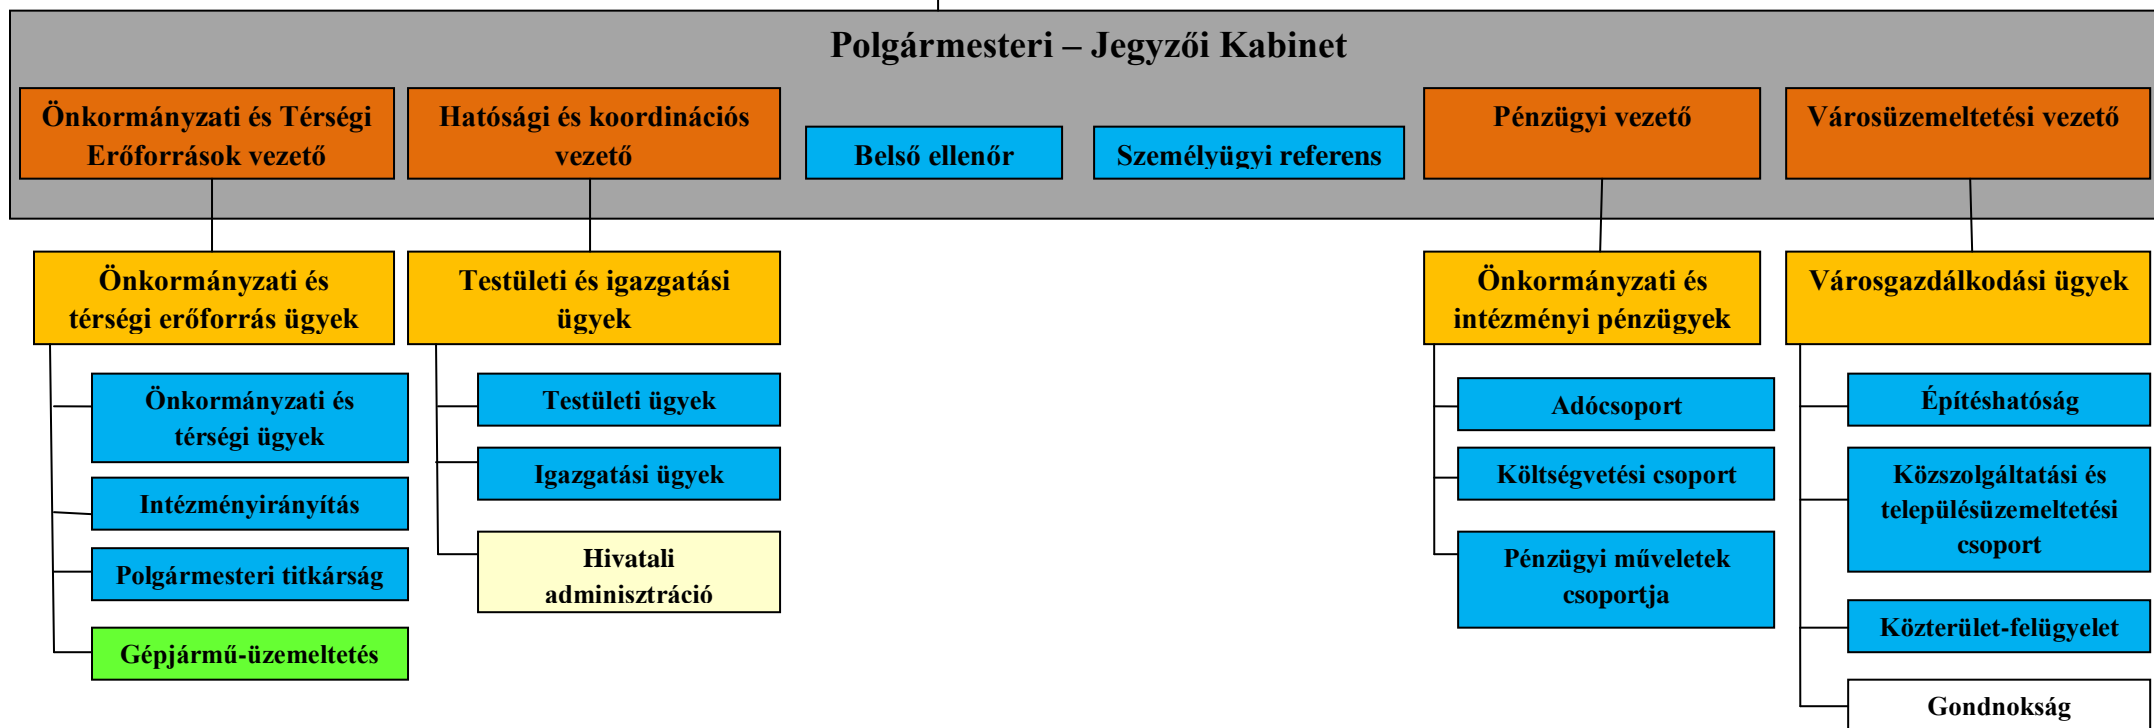 Polgármesteri – Jegyzői Kabinet
Önkormányzati és Térségi
Erőforrások vezető
Hatósági és koordinációs
vezető
Belső ellenőr
Személyügyi referens
Pénzügyi vezető
Városüzemeltetési vezető
Önkormányzati és
térségi erőforrás ügyek
Testületi és igazgatási
ügyek
Önkormányzati és
intézményi pénzügyek
Városgazdálkodási ügyek
Önkormányzati és
térségi ügyek
Intézményirányítás
Polgármesteri titkárság
Gépjármű-üzemeltetés
Testületi ügyek
Igazgatási ügyek
Hivatali
adminisztráció
Adócsoport
Költségvetési csoport
Pénzügyi műveletek
csoportja
Építéshatóság
Közszolgáltatási és
településüzemeltetési
csoport
Közterület-felügyelet
Gondnokság